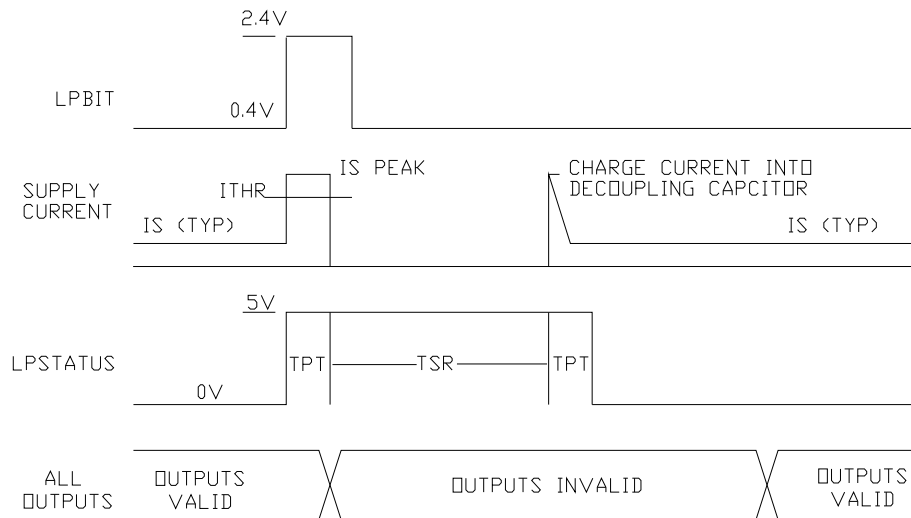 2.4V
LPBIT
0.4V
IS PEAK
CHARGE CURRENT INTO
DECOUPLING CAPCITOR
SUPPLY
CURRENT
ITHR
IS (TYP)
IS (TYP)
5V
LPSTATUS
TPT
TSR
TPT
0V
ALL
OUTPUTS
OUTPUTS
VALID
OUTPUTS INVALID
OUTPUTS
VALID